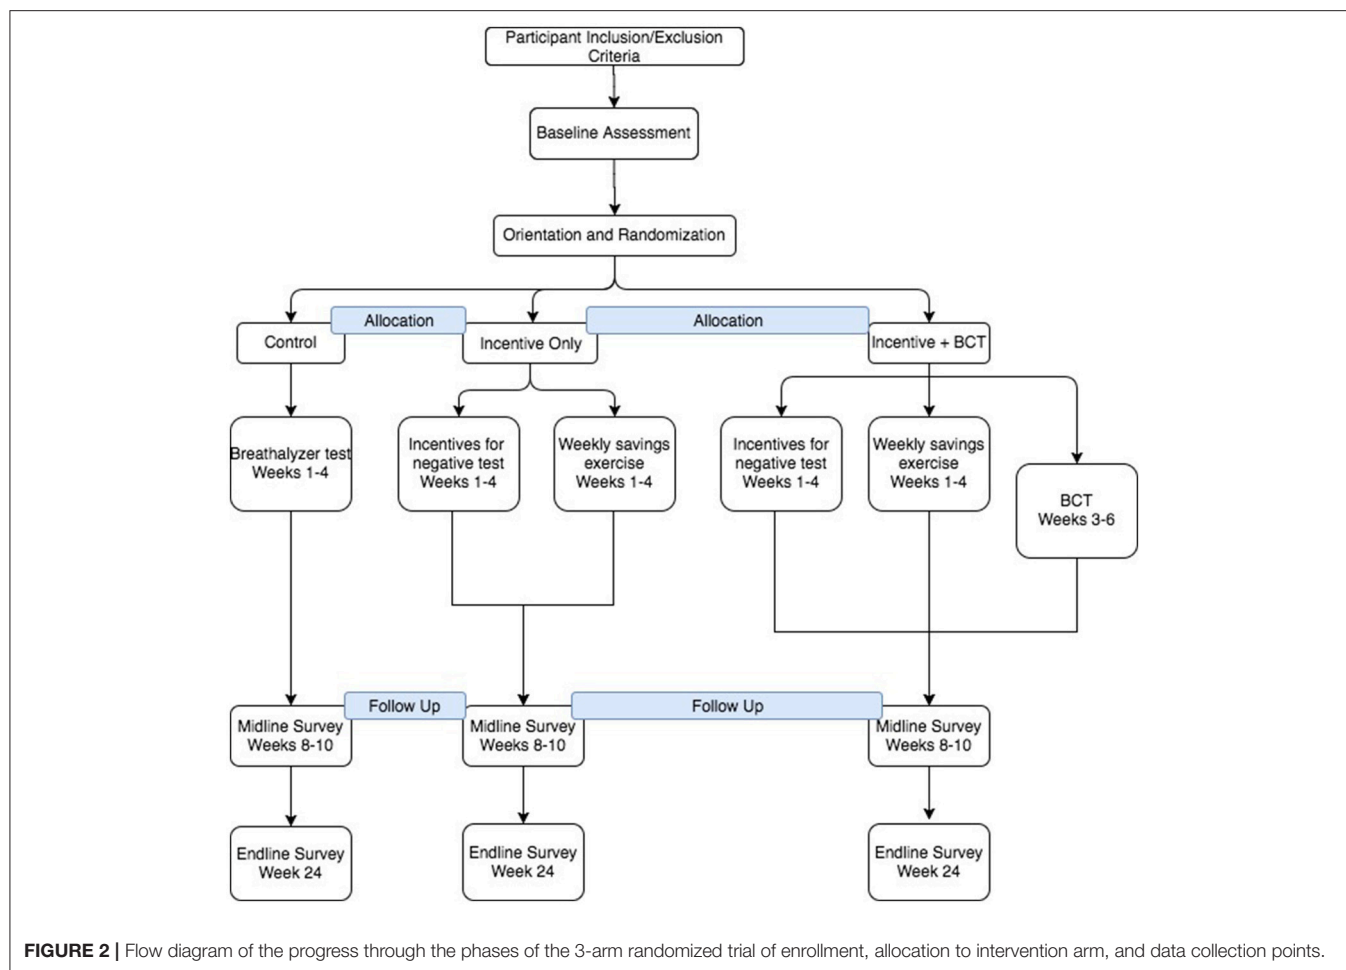 Participant Inclusion/Exclusion
Criteria
Baseline Assessment
Orientation and Randomization
Allocation
Allocation
Control
Incentive Only
Incentive + BCT
Breathalyzer test
Weeks 1-4
Incentives for
negative test
Weeks 1-4
Weekly savings
exercise
Weeks 1-4
Incentives for
negative test
Weeks 1-4
Weekly savings
exercise
Weeks 1-4
BCT
Weeks 3-6
Follow Up
Follow Up
Midline Survey
Weeks 8-10
Midline Survey
Weeks 8-10
Midline Survey
Weeks 8-10
Endline Survey
Week 24
Endline Survey
Week 24
Endline Survey
Week 24
FIGURE 2 | Flow diagram of the progress through the phases of the 3-arm randomized trial of enrollment, allocation to intervention arm, and data collection points.